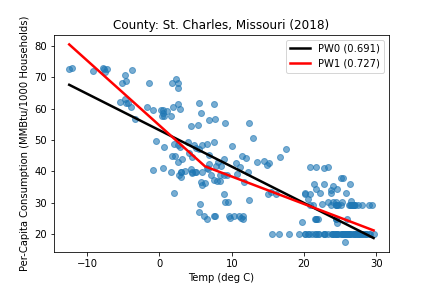 County: St. Charles, Missouri (2018)
PW0 (0.691)
PW1 (0.727)
Per-Capita Consumption (MMBtu/1000 Households)
80
70
60
50
40
30
20
−10
0
10
20
30
Temp (deg C)